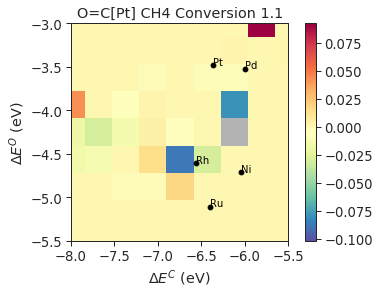 O=C[Pt] CH4 Conversion 1.1
−3.0
−3.5
−4.0
−4.5
−5.0
−5.5
ΔE^O (eV)
Pt
Pd
Rh
Ni
Ru
−8.0 −7.5 −7.0 −6.5 −6.0 −5.5
ΔE^C (eV)
0.075
0.050
0.025
0.000
−0.025
−0.050
−0.075
−0.100